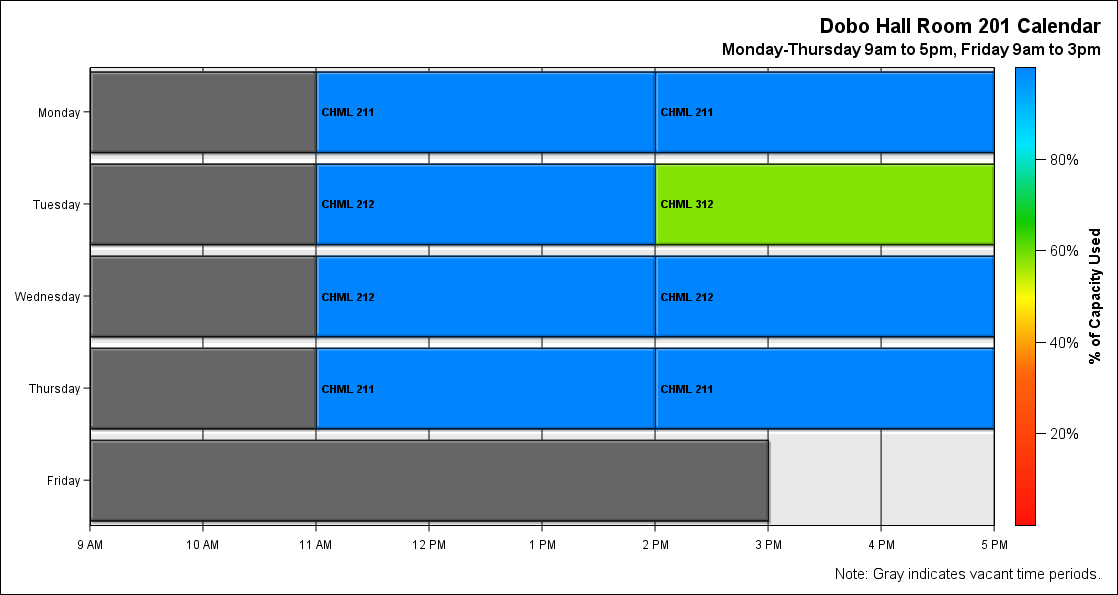 Dobo Hall Room 201 Calendar
Monday-Thursday 9am to 5pm, Friday 9am to 3pm
Monday
CHML 211
CHML 211
Tuesday
CHML 212
CHML 312
Wednesday
CHML 212
CHML 212
Thursday
CHML 211
CHML 211
Friday
9 AM
10 AM
11 AM
12 PM
1 PM
2 PM
3 PM
4 PM
5 PM
80%
60%
40%
20%
% of Capacity Used
Note: Gray indicates vacant time periods.